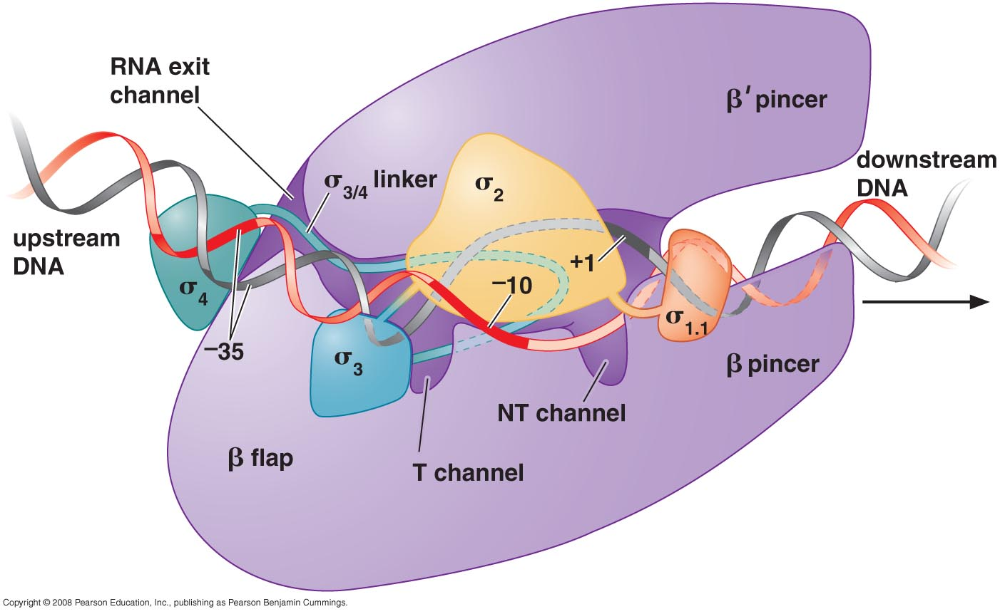 RNA exit
channel
β′ pincer
σ3/4 linker
σ2
downstream
DNA
upstream
DNA
+1
−10
σ4
σ1.1
−35
σ3
β pincer
NT channel
β flap
T channel
Copyright © 2008 Pearson Education, Inc., publishing as Pearson Benjamin Cummings.